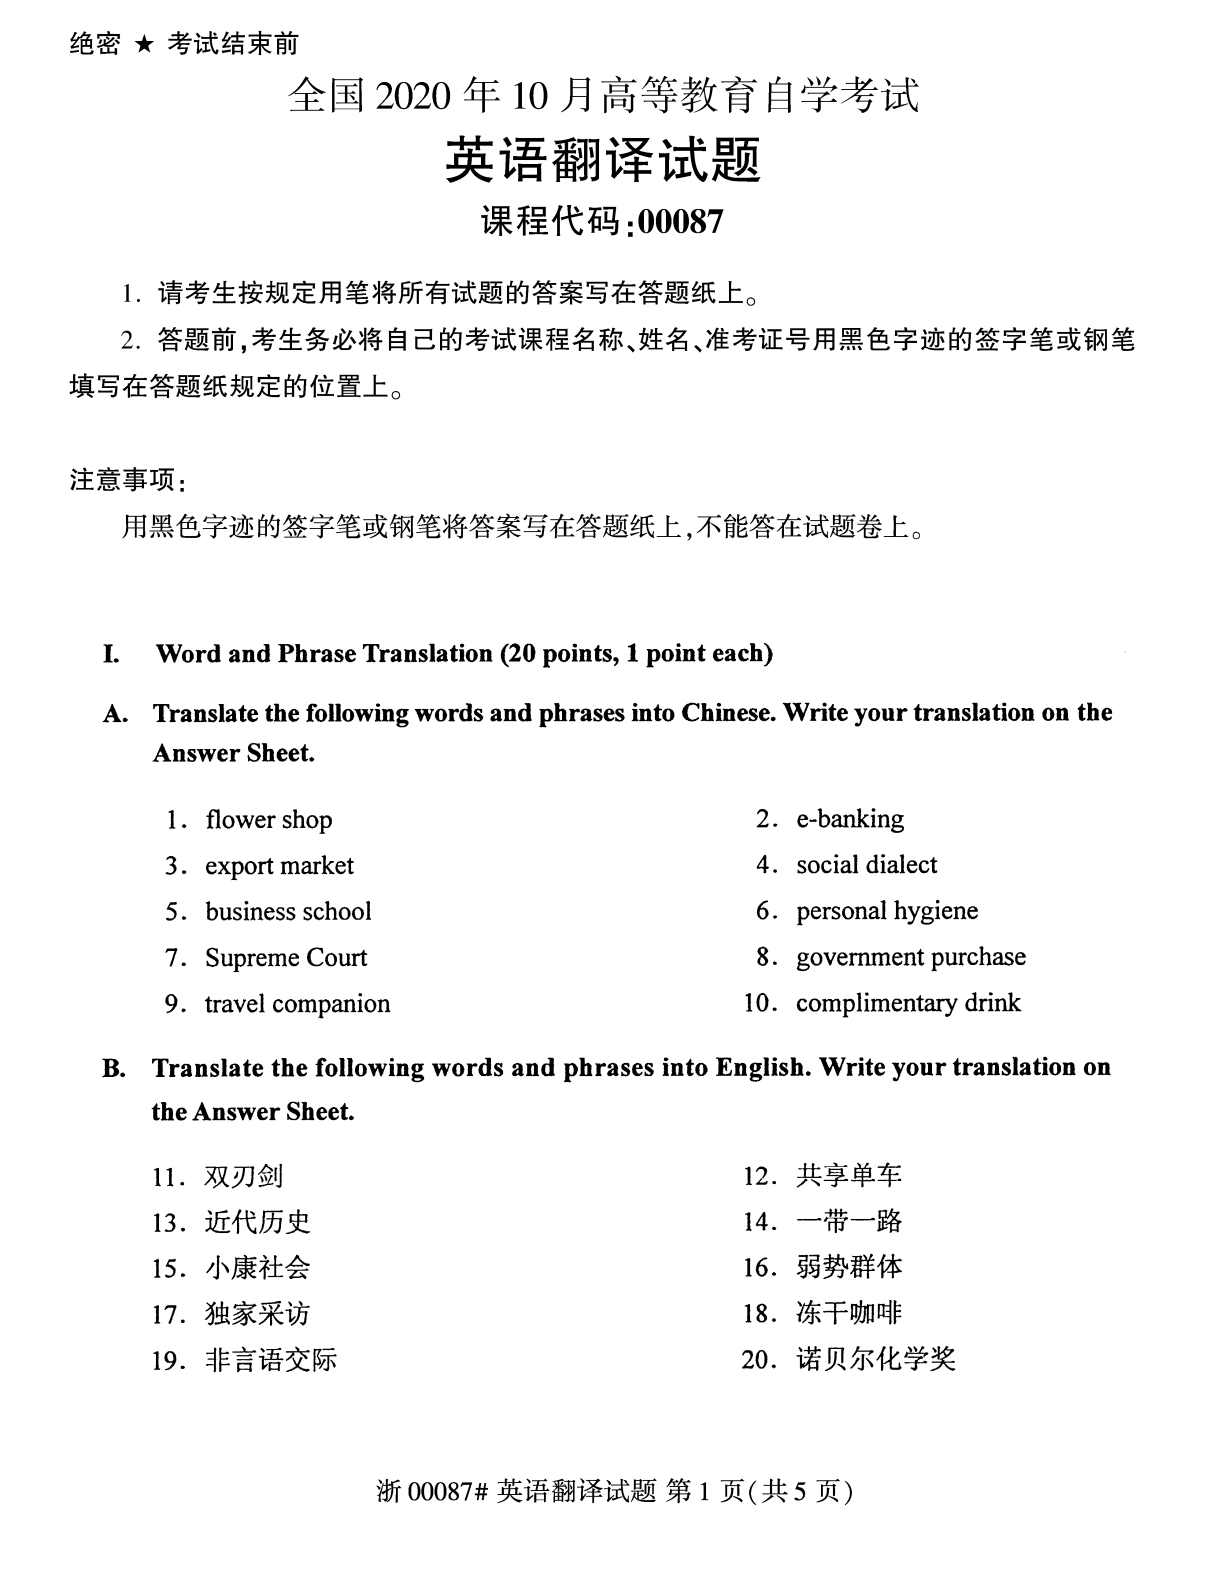 绝密 ★ 考试结束前
全国 2020 年 10 月高等教育自学考试
英语翻译试题
课程代码:00087
1. 请考生按规定用笔将所有试题的答案写在答题纸上。
2. 答题前,考生务必将自己的考试课程名称、姓名、准考证号用黑色字迹的签字笔或钢笔
填写在答题纸规定的位置上。
注意事项:
用黑色字迹的签字笔或钢笔将答案写在答题纸上,不能答在试题卷上。
I. Word and Phrase Translation (20 points, 1 point each)
A. Translate the following words and phrases into Chinese. Write your translation on the
Answer Sheet.
1. flower shop 2. e-banking
3. export market 4. social dialect
5. business school 6. personal hygiene
7. Supreme Court 8. government purchase
9. travel companion 10. complimentary drink
B. Translate the following words and phrases into English. Write your translation on
the Answer Sheet.
11. 双刃剑 12. 共享单车
13. 近代历史 14. 一带一路
15. 小康社会 16. 弱势群体
17. 独家采访 18. 冻干咖啡
19. 非言语交际 20. 诺贝尔化学奖
浙 00087# 英语翻译试题 第 1 页(共 5 页)